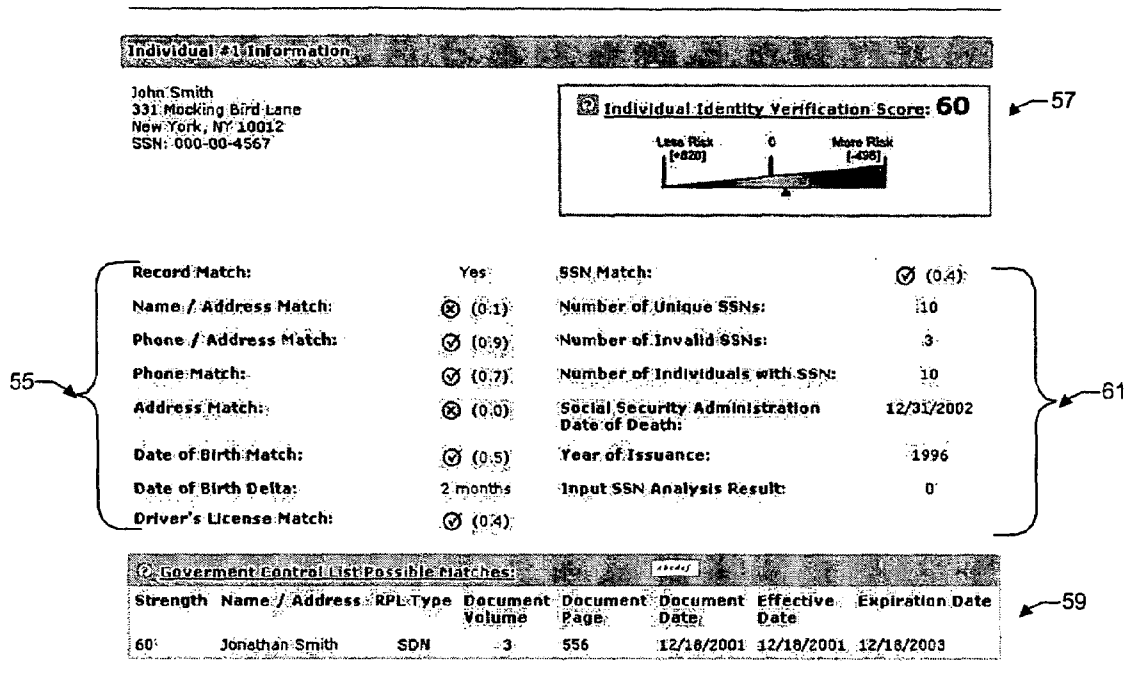 Individual #1 Information
John Smith
331 Mocking Bird Lane
New York, NY 10012
SSN: 000-00-4567
Individual Identity Verification Score: 60
57
Less Risk 0 More Risk
[+820] [-498]
55
Record Match: Yes
Name / Address Match: (0.1)
Phone / Address Match: (0.9)
Phone Match: (0.7)
Address Match: (0.0)
Date of Birth Match: (0.5)
Date of Birth Delta: 2 months
Driver's License Match: (0.4)
SSN Match: (0.4)
Number of Unique SSNs: 10
Number of Invalid SSNs: 3
Number of Individuals with SSN: 10
Social Security Administration 12/31/2002
Date of Death:
Year of Issuance: 1996
Input SSN Analysis Result: 0
61
? Goverment Control List Possible Matches: Abcdef
Strength Name / Address RPL Type Document Document Document Effective Expiration Date
Volume Page Date Date
60 Jonathan Smith SDN 3 556 12/18/2001 12/18/2001 12/18/2003
59